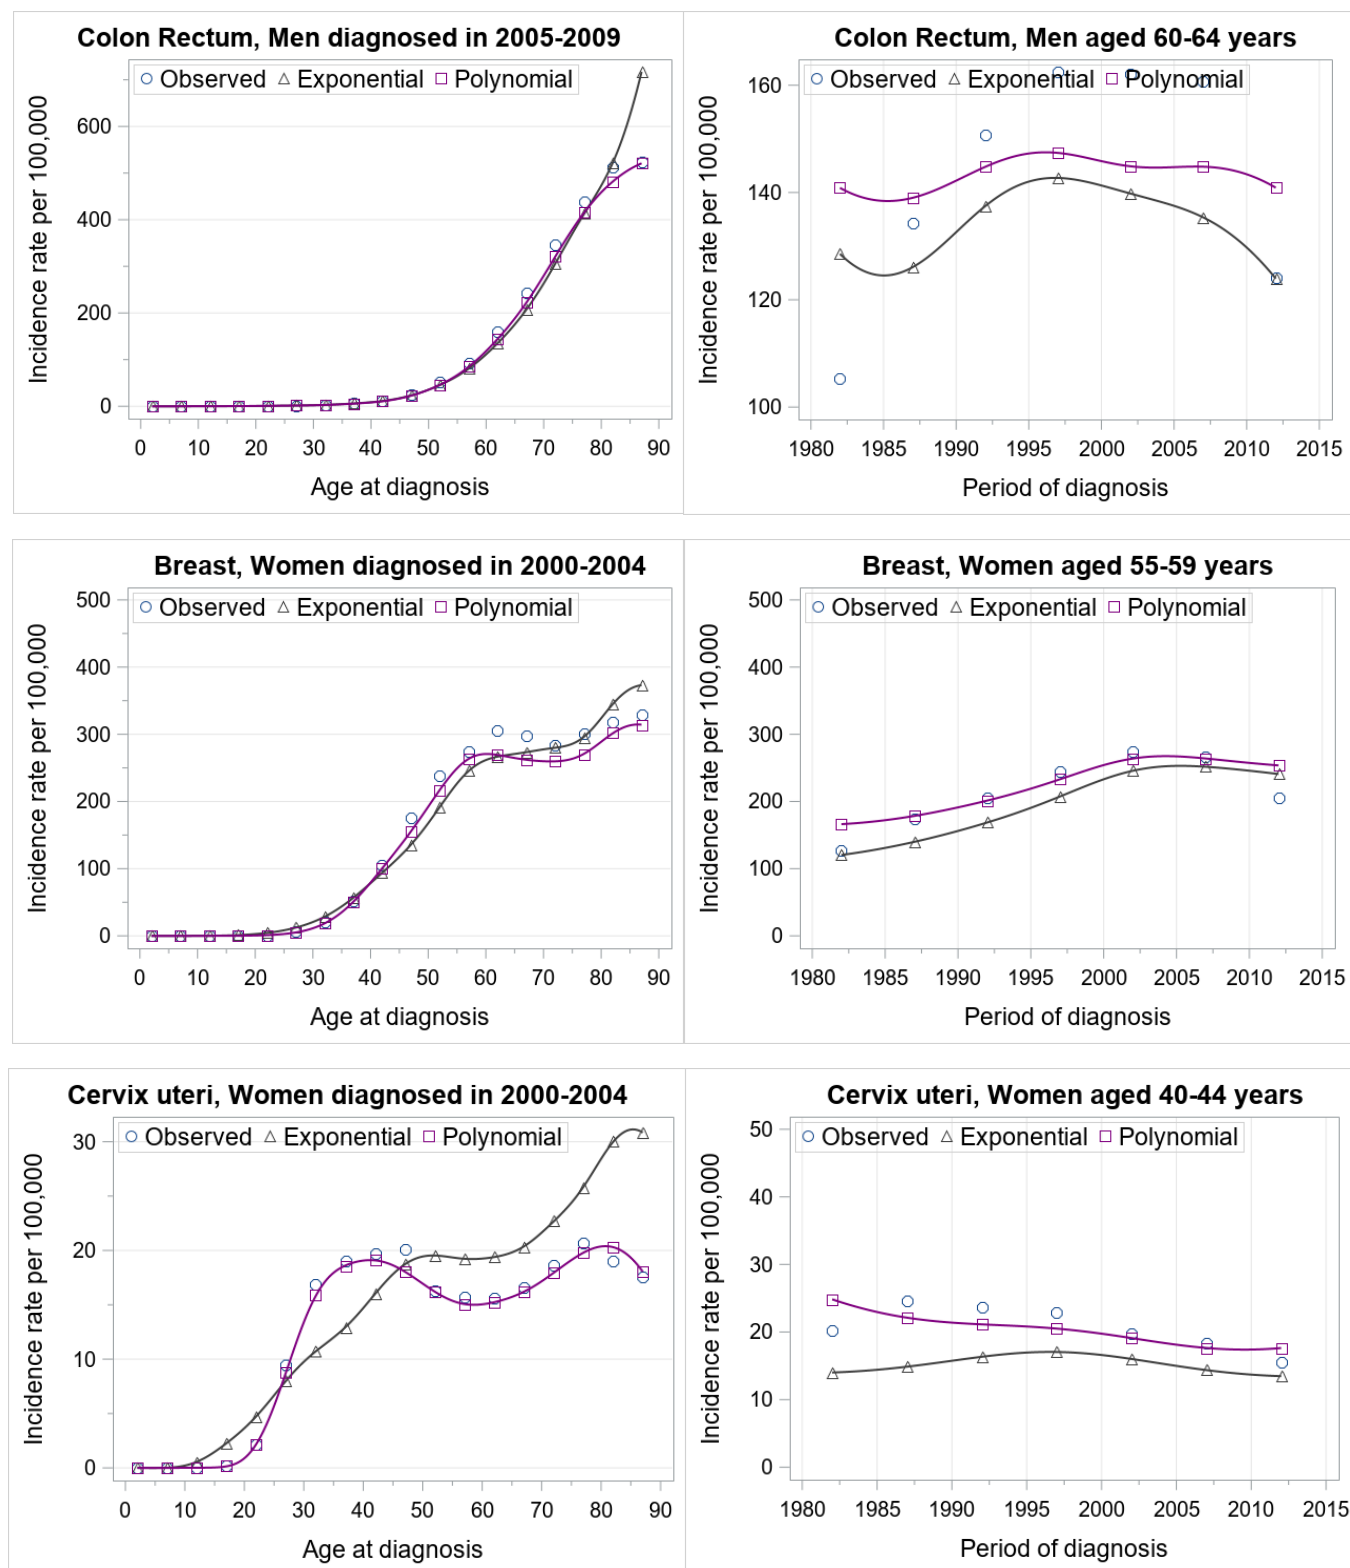 Colon Rectum, Men diagnosed in 2005-2009
Observed Exponential Polynomial
Incidence rate per 100,000
600
400
200
0
0 10 20 30 40 50 60 70 80 90
Age at diagnosis
Colon Rectum, Men aged 60-64 years
Observed Exponential Polynomial
Incidence rate per 100,000
160
140
120
100
1980 1985 1990 1995 2000 2005 2010 2015
Period of diagnosis
Breast, Women diagnosed in 2000-2004
Observed Exponential Polynomial
Incidence rate per 100,000
500
400
300
200
100
0
0 10 20 30 40 50 60 70 80 90
Age at diagnosis
Breast, Women aged 55-59 years
Observed Exponential Polynomial
Incidence rate per 100,000
500
400
300
200
100
0
1980 1985 1990 1995 2000 2005 2010 2015
Period of diagnosis
Cervix uteri, Women diagnosed in 2000-2004
Observed Exponential Polynomial
Incidence rate per 100,000
30
20
10
0
0 10 20 30 40 50 60 70 80 90
Age at diagnosis
Cervix uteri, Women aged 40-44 years
Observed Exponential Polynomial
Incidence rate per 100,000
50
40
30
20
10
0
1980 1985 1990 1995 2000 2005 2010 2015
Period of diagnosis